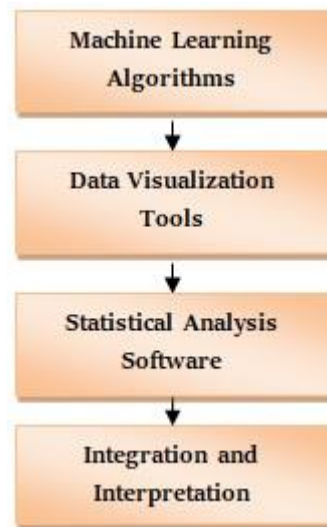 Machine Learning
Algorithms
Data Visualization
Tools
Statistical Analysis
Software
Integration and
Interpretation